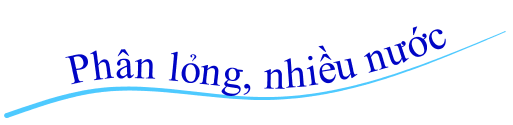 Phân lỏng, nhiều nước